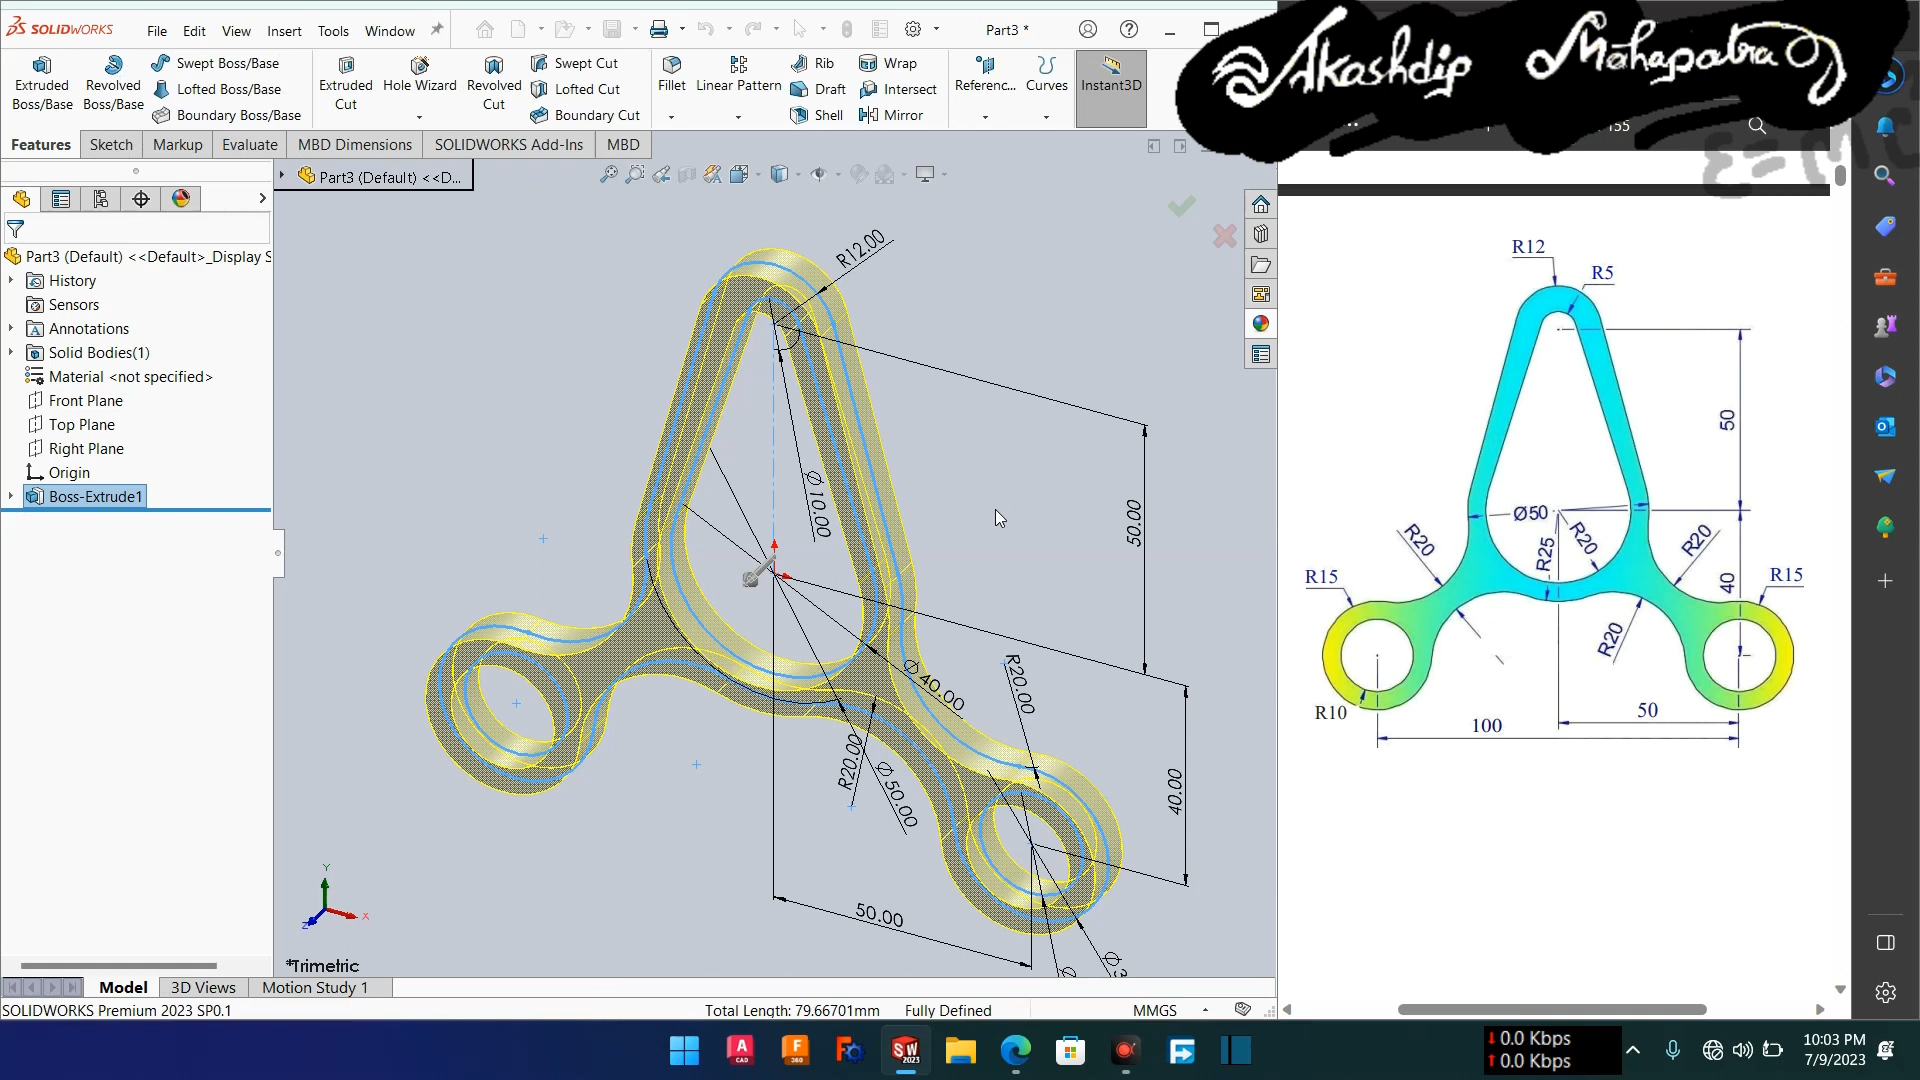 SOLIDWORKS File Edit View Insert Tools Window Part3 *
Akashdip Mahapatra
Extruded Boss/Base
Revolved Boss/Base
Swept Boss/Base
Lofted Boss/Base
Boundary Boss/Base
Extruded Cut
Hole Wizard
Revolved Cut
Swept Cut
Lofted Cut
Boundary Cut
Fillet
Linear Pattern
Rib
Draft
Shell
Wrap
Intersect
Mirror
Referenc...
Curves
Instant3D
155
Features Sketch Markup Evaluate MBD Dimensions SOLIDWORKS Add-Ins MBD
Part3 (Default) <<D...
Part3 (Default) <<Default>_Display S
History
Sensors
Annotations
Solid Bodies(1)
Material <not specified>
Front Plane
Top Plane
Right Plane
Origin
Boss-Extrude1
R12.00
Ø10.00
50.00
Ø40.00
R20.00
R20.00
Ø50.00
40.00
50.00
Ø3
Ø
Y
X
Z
*Trimetric
R12
R5
50
Ø50
R20
R25
R20
R20
R15
R15
40
R20
R10
50
100
Model 3D Views Motion Study 1
SOLIDWORKS Premium 2023 SP0.1 Total Length: 79.66701mm Fully Defined MMGS
A CAD
F 360
SW 2023
0.0 Kbps
0.0 Kbps
10:03 PM
7/9/2023